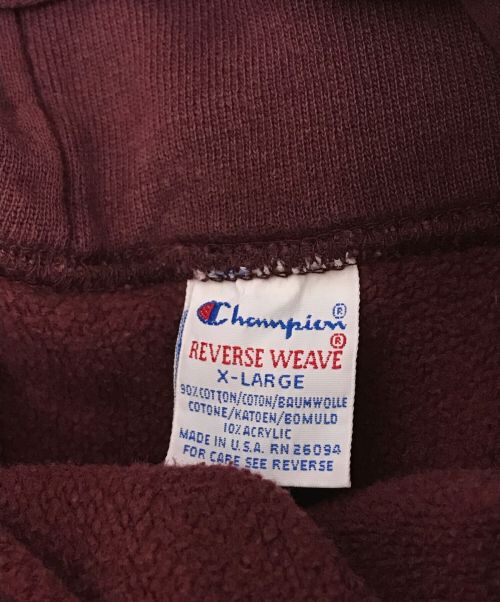 Champion®
REVERSE WEAVE®
X-LARGE
90% COTTON/COTON/BAUMWOLLE
COTONE/KATOEN/BOMULD
10% ACRYLIC
MADE IN U.S.A. RN 26094
FOR CARE SEE REVERSE